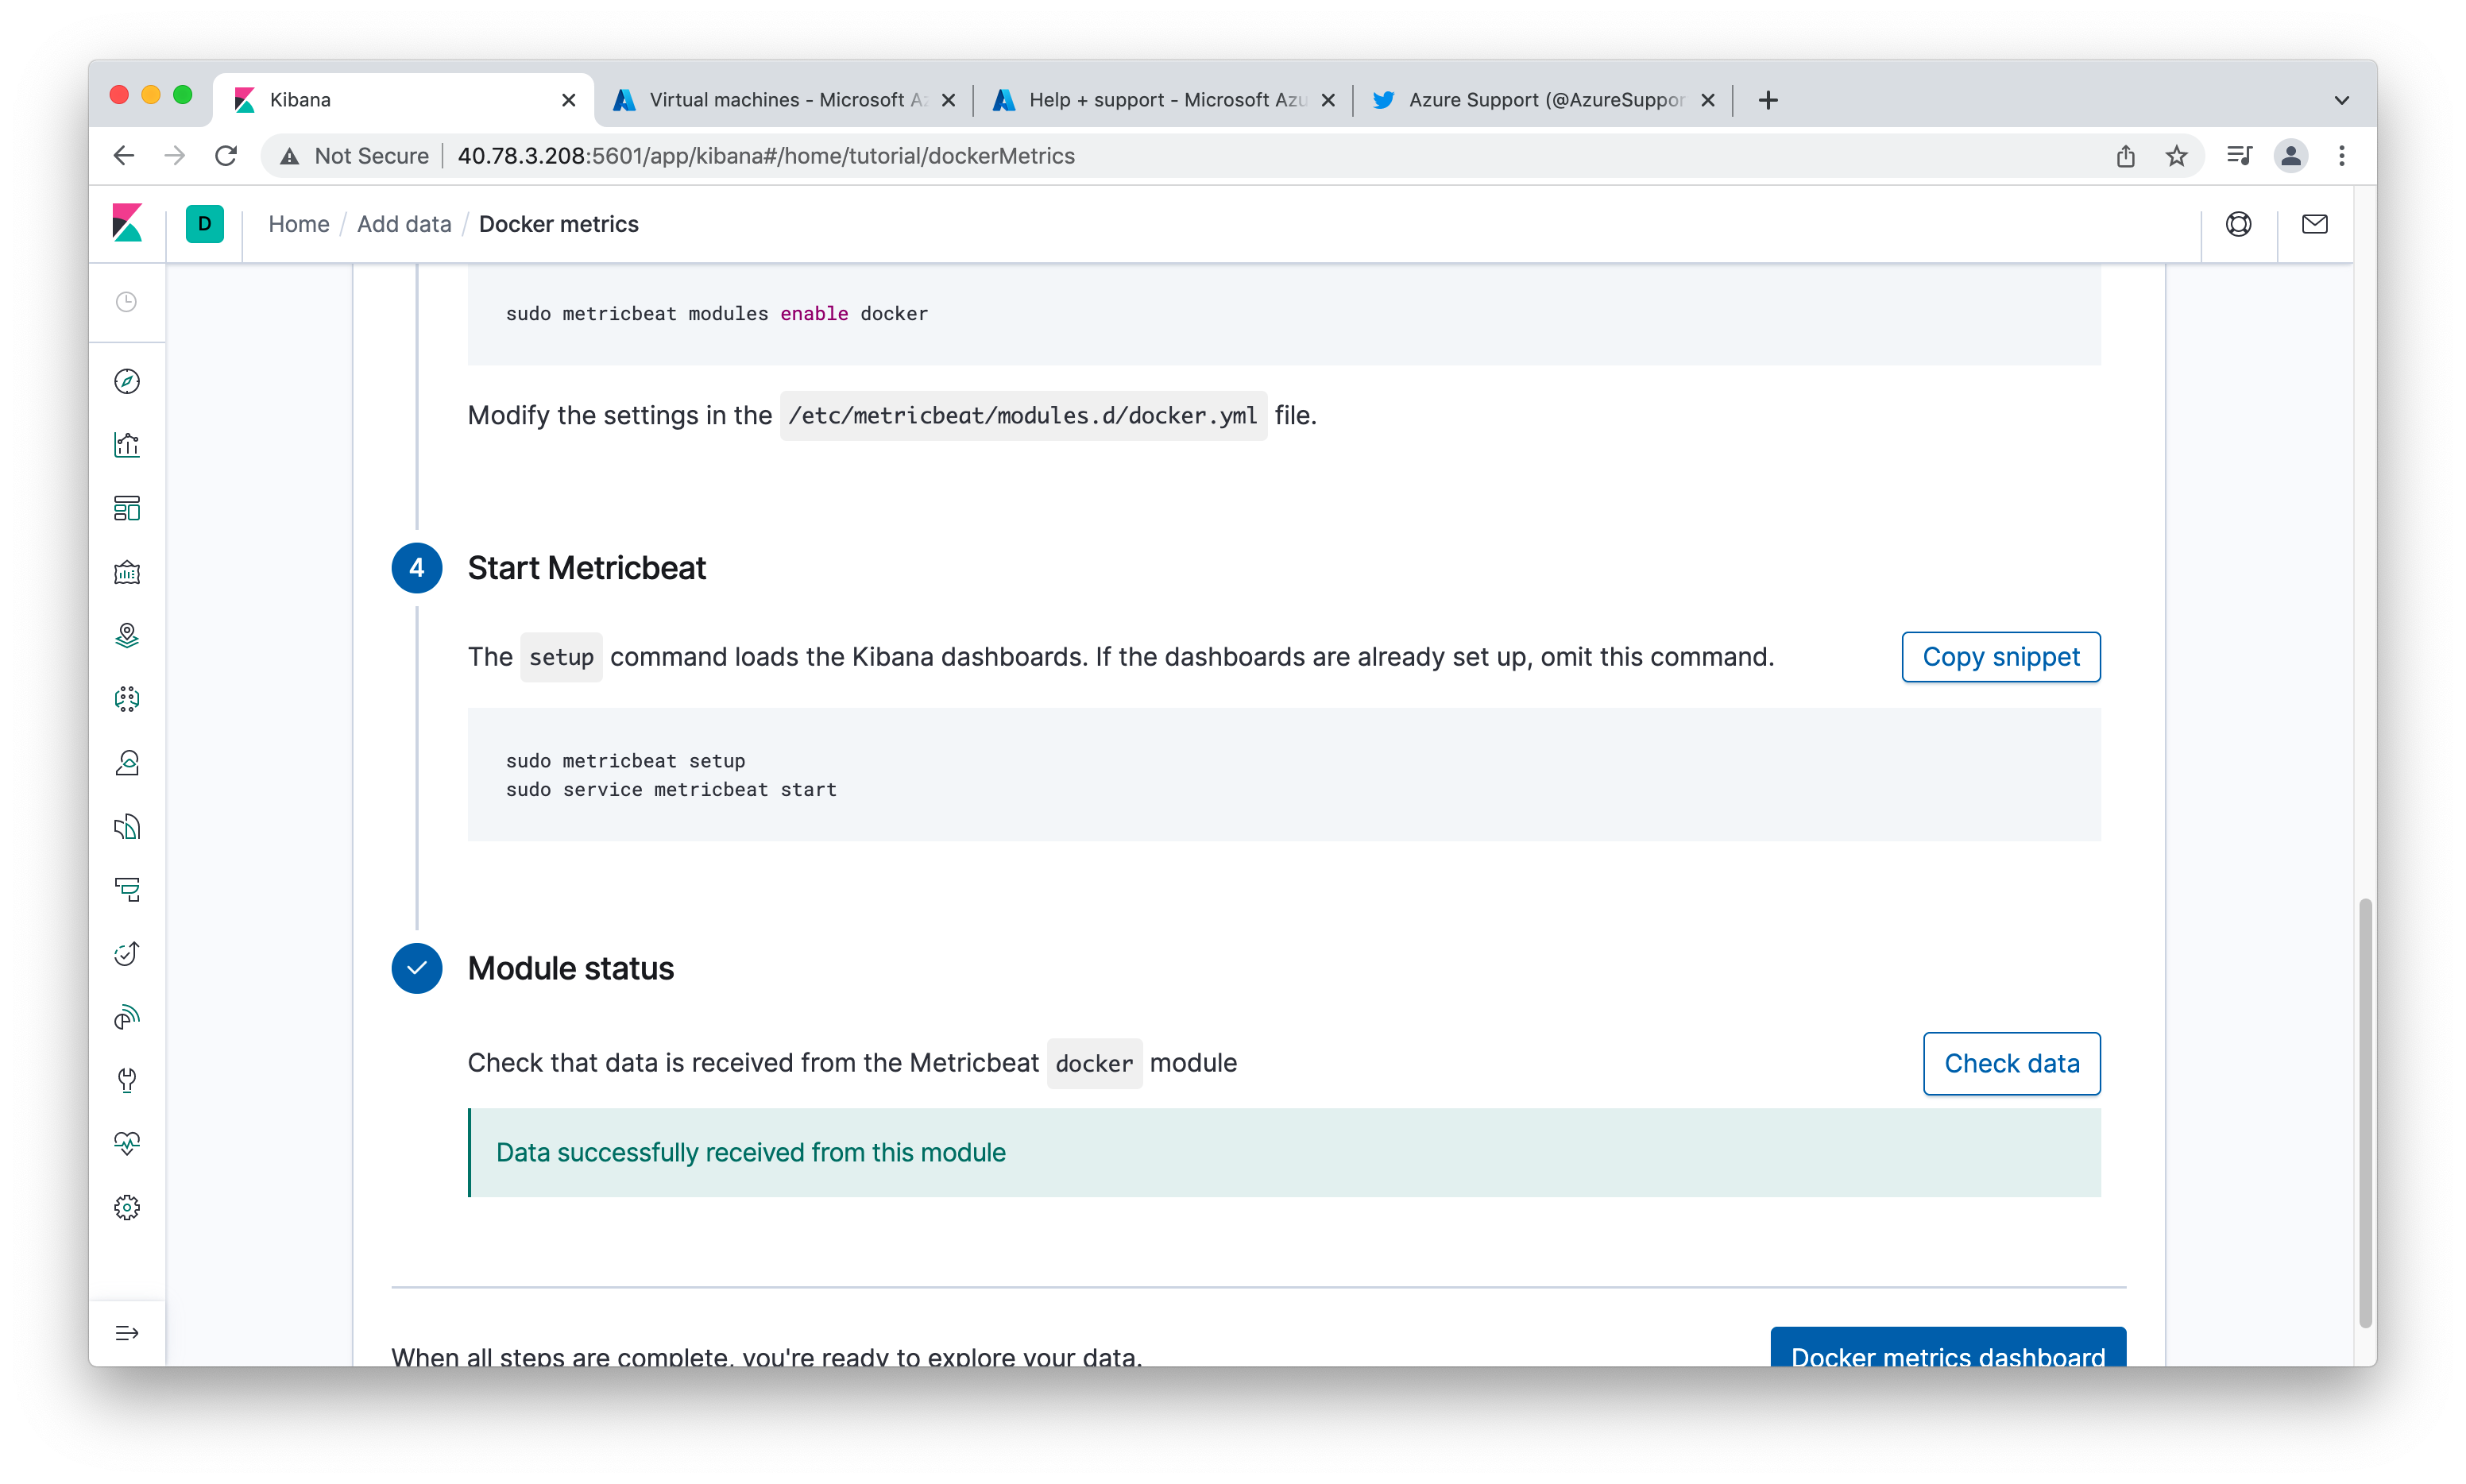 Kibana
Virtual machines - Microsoft Az
Help + support - Microsoft Azu
Azure Support (@AzureSuppor
Not Secure
40.78.3.208:5601/app/kibana#/home/tutorial/dockerMetrics
D
Home / Add data / Docker metrics
sudo metricbeat modules enable docker
Modify the settings in the /etc/metricbeat/modules.d/docker.yml file.
4
Start Metricbeat
The setup command loads the Kibana dashboards. If the dashboards are already set up, omit this command.
Copy snippet
sudo metricbeat setup
sudo service metricbeat start
Module status
Check that data is received from the Metricbeat docker module
Check data
Data successfully received from this module
When all steps are complete, you're ready to explore your data.
Docker metrics dashboard